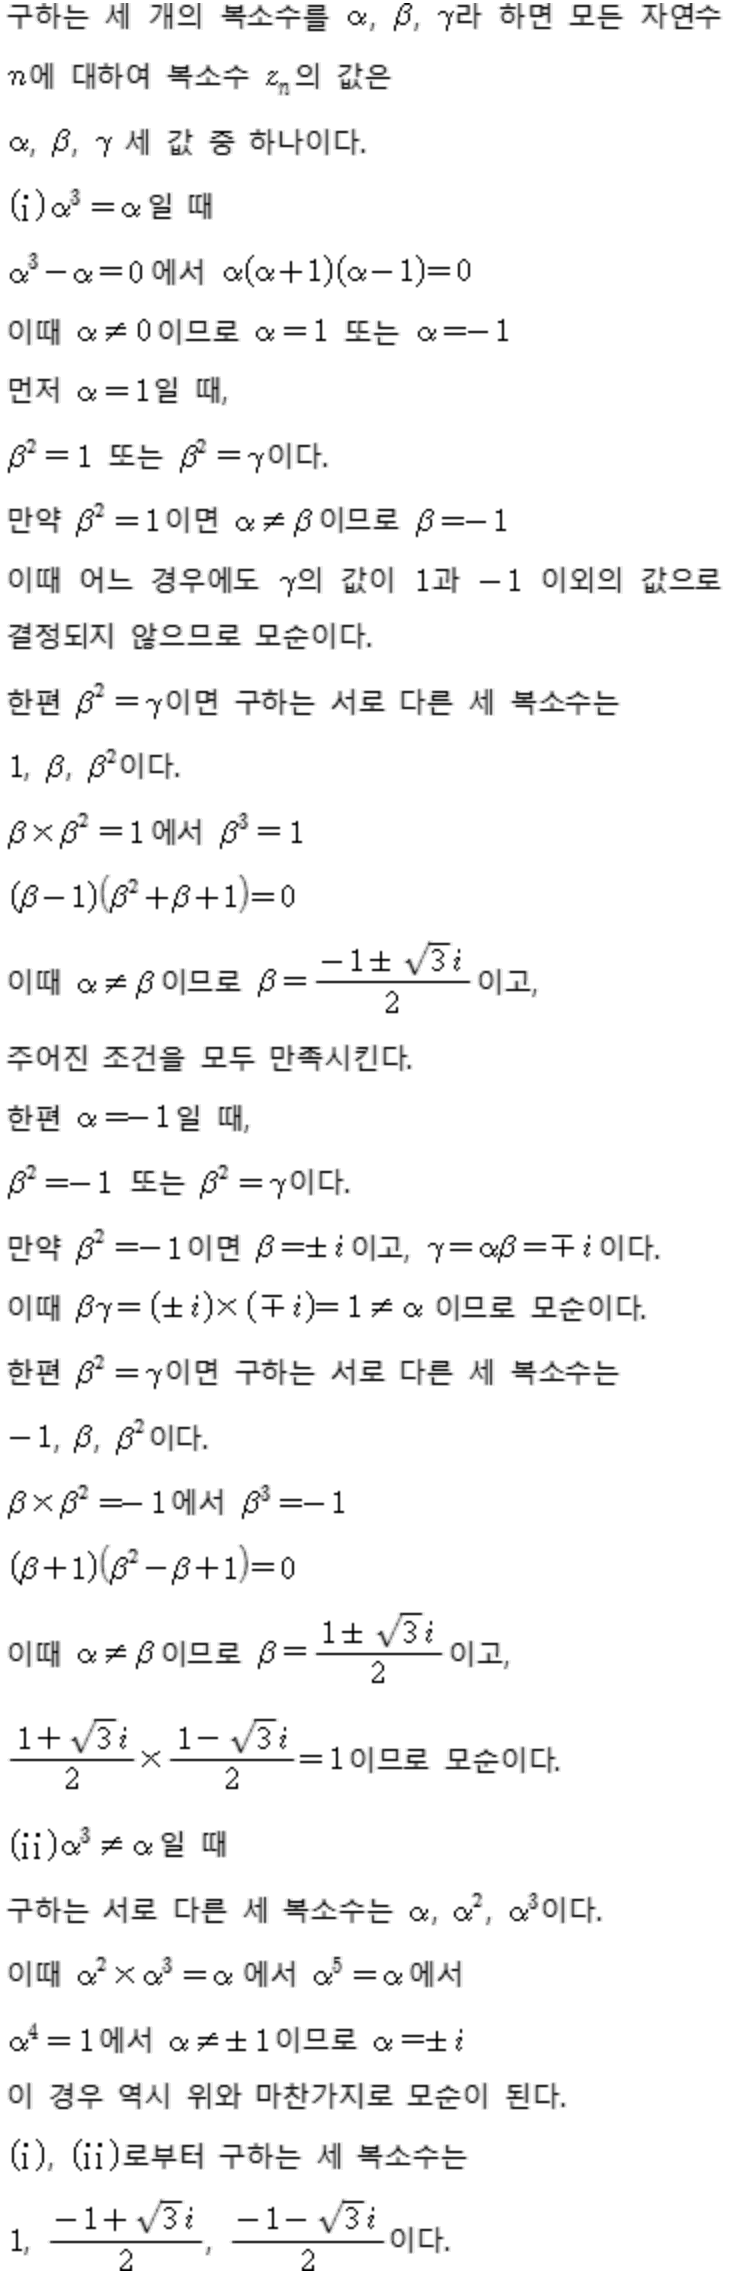 구하는 세 개의 복소수를 α, β, γ라 하면 모든 자연수
n에 대하여 복소수 zₙ의 값은
α, β, γ 세 값 중 하나이다.
(i) α³ = α일 때
α³ − α = 0에서 α(α+1)(α−1) = 0
이때 α ≠ 0이므로 α = 1 또는 α = −1
먼저 α = 1일 때,
β² = 1 또는 β² = γ이다.
만약 β² = 1이면 α ≠ β이므로 β = −1
이때 어느 경우에도 γ의 값이 1과 −1 이외의 값으로
결정되지 않으므로 모순이다.
한편 β² = γ이면 구하는 서로 다른 세 복소수는
1, β, β²이다.
β × β² = 1에서 β³ = 1
(β−1)(β²+β+1) = 0
이때 α ≠ β이므로 β = (−1 ± √3 i)/2 이고,
주어진 조건을 모두 만족시킨다.
한편 α = −1일 때,
β² = −1 또는 β² = γ이다.
만약 β² = −1이면 β = ± i이고, γ = αβ = ∓ i이다.
이때 βγ = (± i) × (∓ i) = 1 ≠ α 이므로 모순이다.
한편 β² = γ이면 구하는 서로 다른 세 복소수는
−1, β, β²이다.
β × β² = −1에서 β³ = −1
(β+1)(β²−β+1) = 0
이때 α ≠ β이므로 β = (1 ± √3 i)/2 이고,
(1 + √3 i)/2 × (1 − √3 i)/2 = 1이므로 모순이다.
(ii) α³ ≠ α일 때
구하는 서로 다른 세 복소수는 α, α², α³이다.
이때 α² × α³ = α 에서 α⁵ = α에서
α⁴ = 1에서 α ≠ ± 1이므로 α = ± i
이 경우 역시 위와 마찬가지로 모순이 된다.
(i), (ii)로부터 구하는 세 복소수는
1, (−1 + √3 i)/2, (−1 − √3 i)/2 이다.